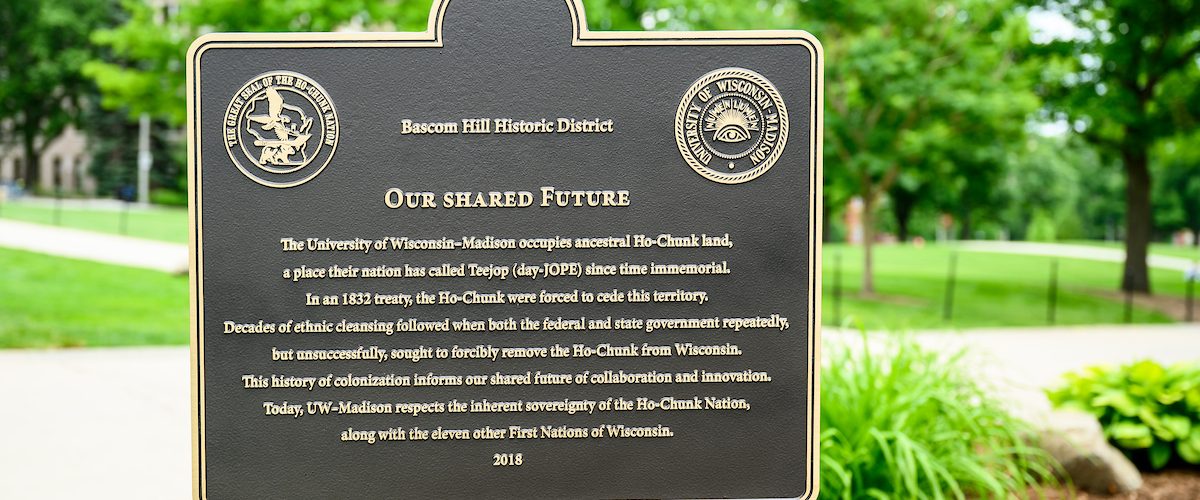 THE GREAT SEAL OF THE HO-CHUNK NATION
UNIVERSITY OF WISCONSIN-MADISON
Bascom Hill Historic District
Our shared Future
The University of Wisconsin–Madison occupies ancestral Ho-Chunk land,
a place their nation has called Teejop (day-JOPE) since time immemorial.
In an 1832 treaty, the Ho-Chunk were forced to cede this territory.
Decades of ethnic cleansing followed when both the federal and state government repeatedly,
but unsuccessfully, sought to forcibly remove the Ho-Chunk from Wisconsin.
This history of colonization informs our shared future of collaboration and innovation.
Today, UW–Madison respects the inherent sovereignty of the Ho-Chunk Nation,
along with the eleven other First Nations of Wisconsin.
2018